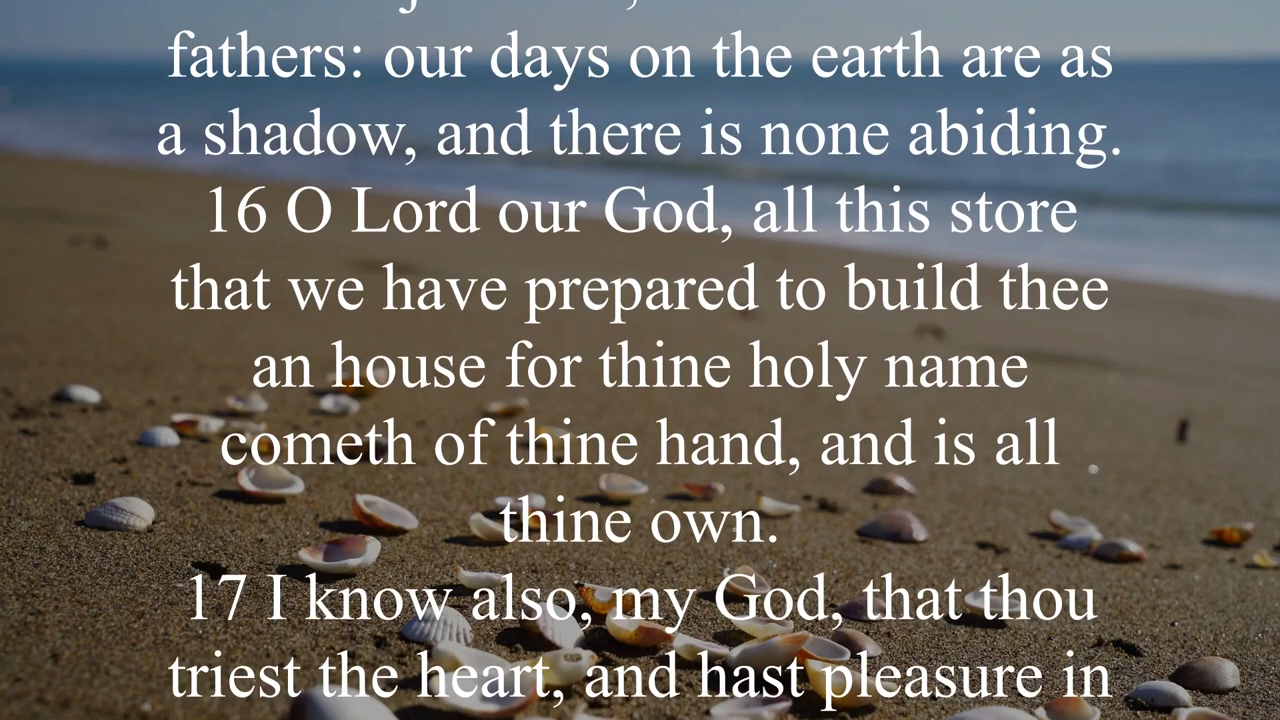 fathers: our days on the earth are as
a shadow, and there is none abiding.
16 O Lord our God, all this store
that we have prepared to build thee
an house for thine holy name
cometh of thine hand, and is all
thine own.
17 I know also, my God, that thou
triest the heart, and hast pleasure in